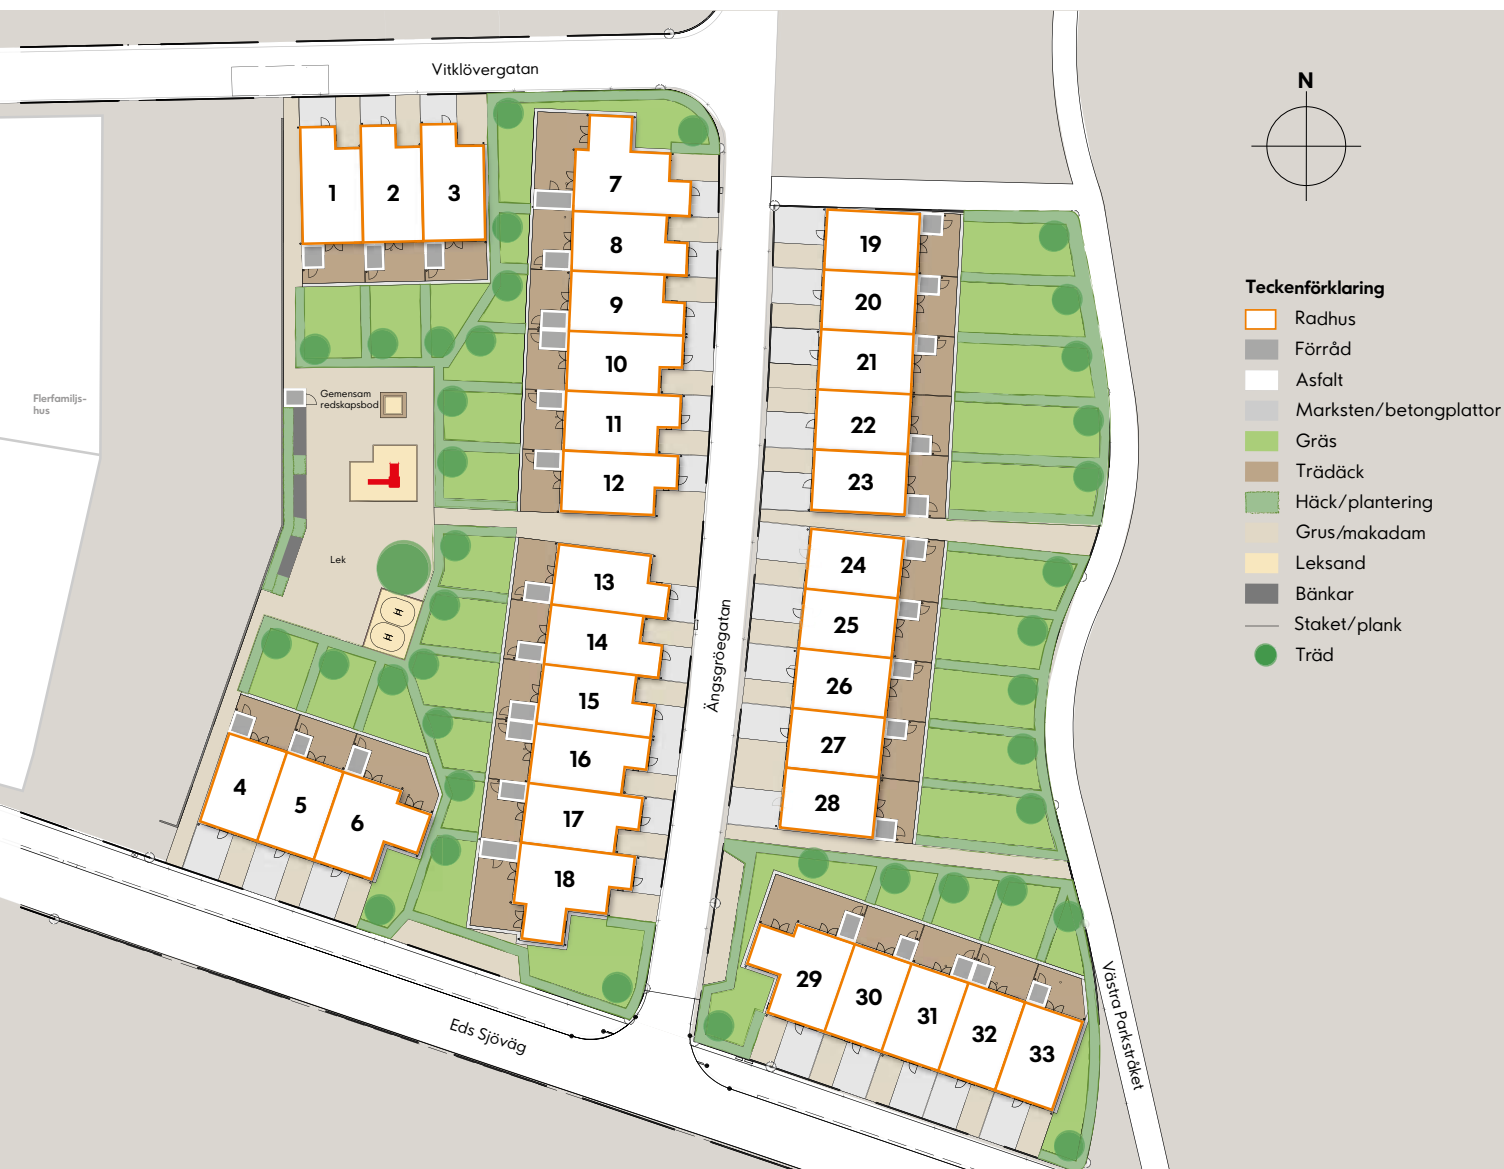 Vitklövergatan
N
1
2
3
7
8
9
10
11
12
19
20
21
22
23
Teckenförklaring
Radhus
Förråd
Asfalt
Marksten/betongplattor
Gräs
Trädäck
Häck/plantering
Grus/makadam
Leksand
Bänkar
Staket/plank
Träd
Flerfamiljs-
hus
Gemensam
redskapsbod
Lek
13
14
15
16
17
18
Ängsgröegatan
24
25
26
27
28
4
5
6
29
30
31
32
33
Eds Sjöväg
Västra Parkstråket